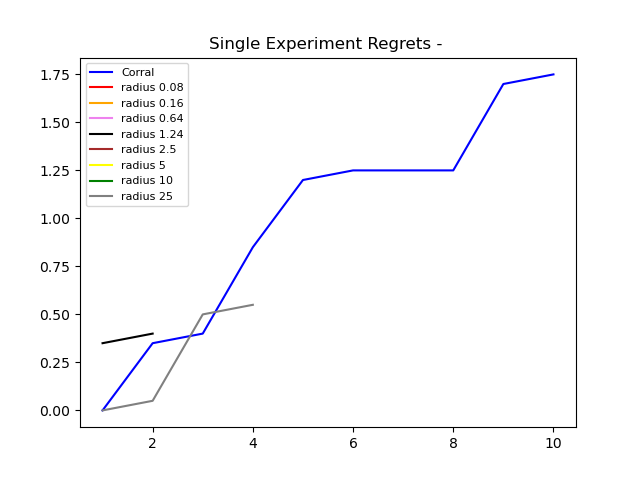 Single Experiment Regrets -
Corral
radius 0.08
radius 0.16
radius 0.64
radius 1.24
radius 2.5
radius 5
radius 10
radius 25
1.75
1.50
1.25
1.00
0.75
0.50
0.25
0.00
2 4 6 8 10